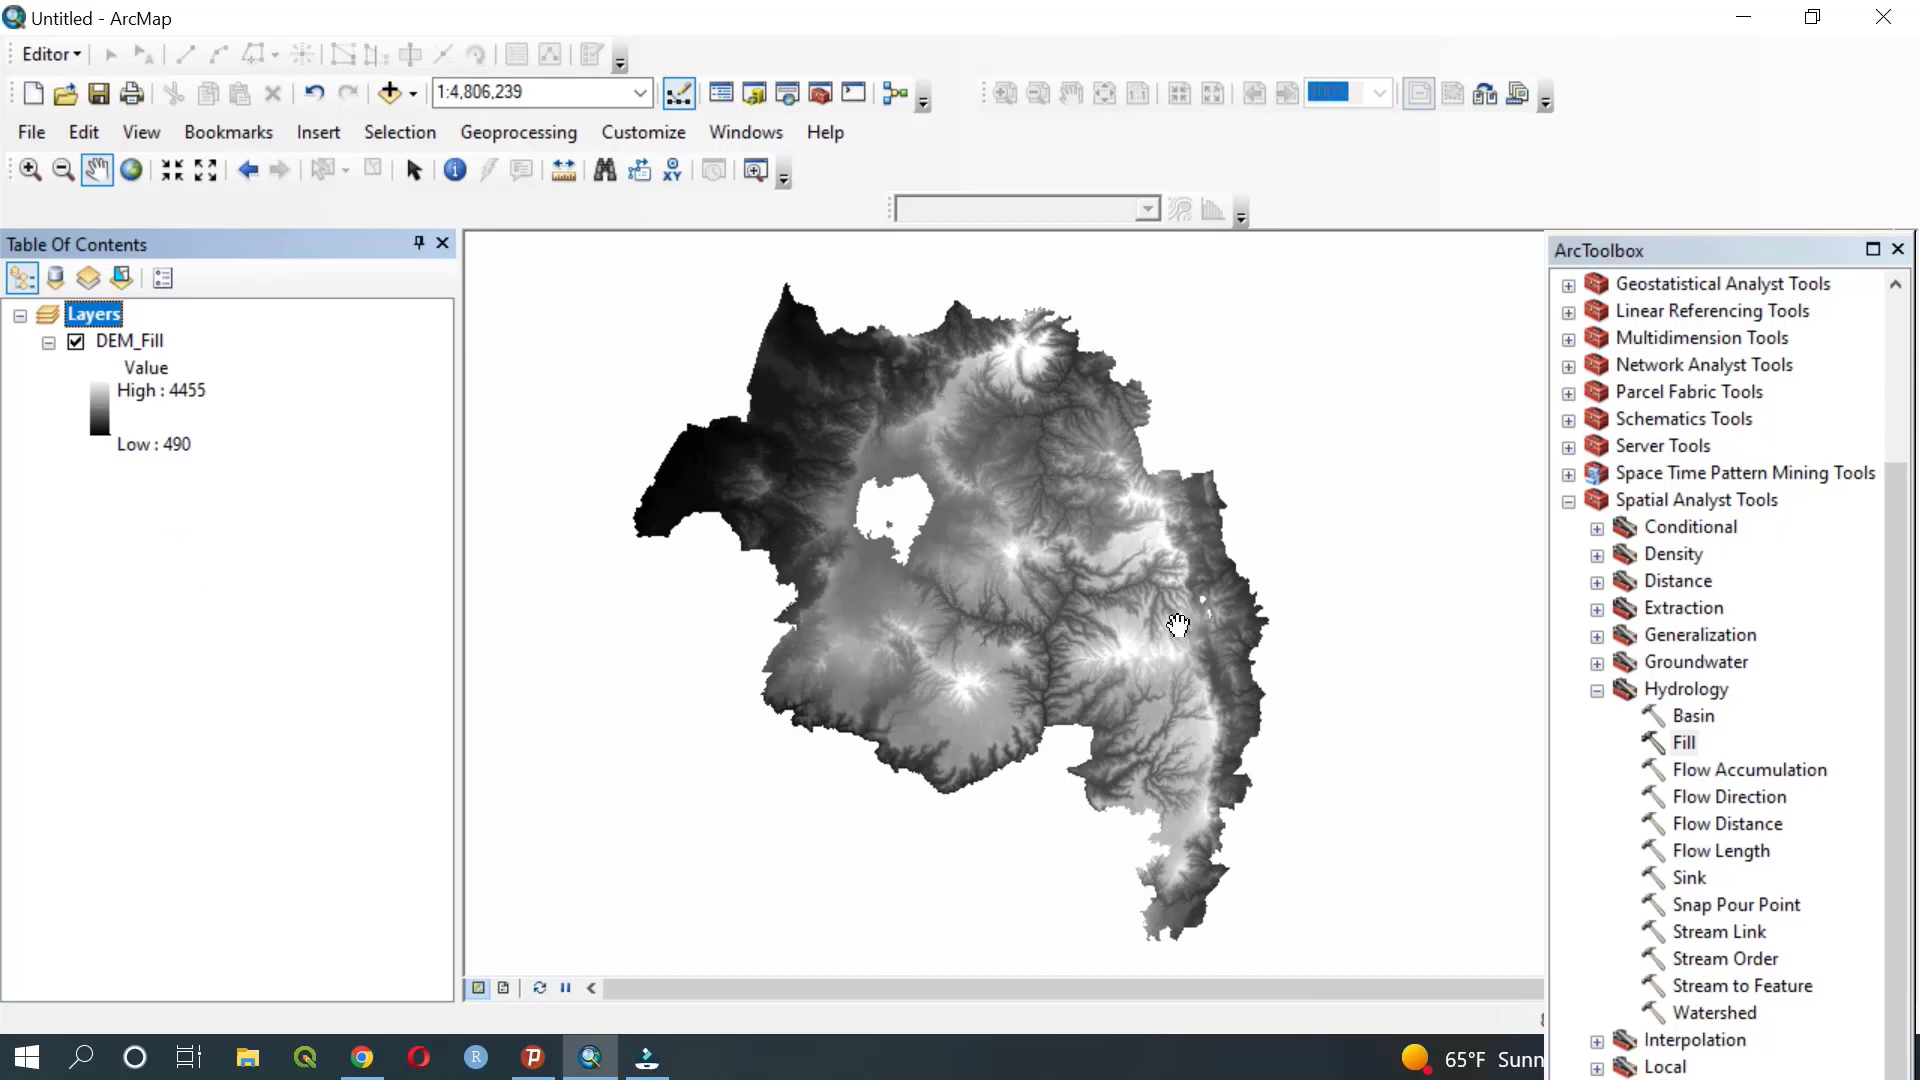 Untitled - ArcMap
Editor
1:4,806,239
File Edit View Bookmarks Insert Selection Geoprocessing Customize Windows Help
Table Of Contents
Layers
DEM_Fill
Value
High : 4455
Low : 490
ArcToolbox
Geostatistical Analyst Tools
Linear Referencing Tools
Multidimension Tools
Network Analyst Tools
Parcel Fabric Tools
Schematics Tools
Server Tools
Space Time Pattern Mining Tools
Spatial Analyst Tools
Conditional
Density
Distance
Extraction
Generalization
Groundwater
Hydrology
Basin
Fill
Flow Accumulation
Flow Direction
Flow Distance
Flow Length
Sink
Snap Pour Point
Stream Link
Stream Order
Stream to Feature
Watershed
Interpolation
Local
65°F Sunn